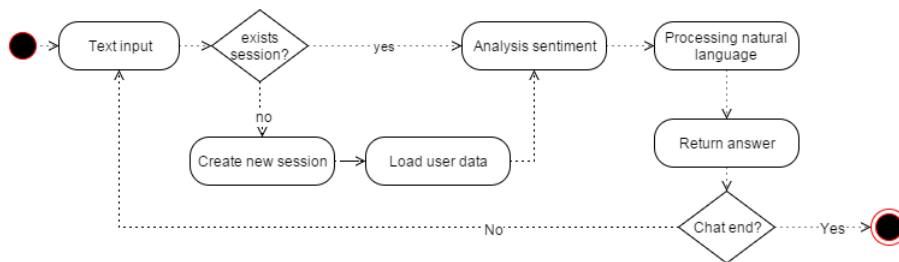 Text input
exists
session?
yes
Analysis sentiment
Processing natural
language
no
Create new session
Load user data
Return answer
Chat end?
No
Yes